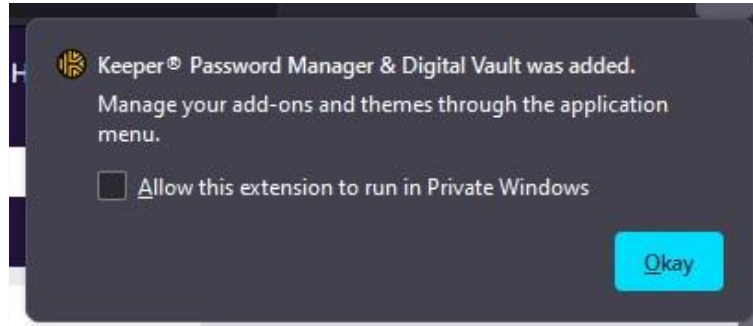 H
Keeper® Password Manager & Digital Vault was added.
Manage your add-ons and themes through the application
menu.
Allow this extension to run in Private Windows
Okay